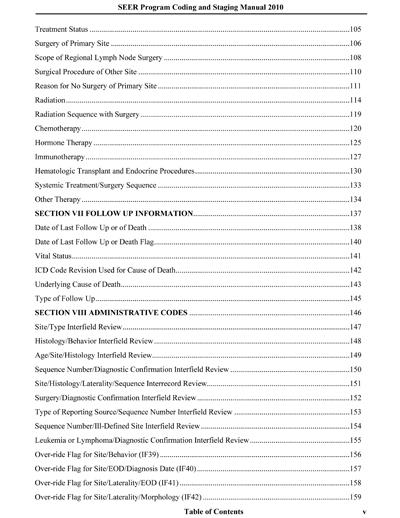 SEER Program Coding and Staging Manual 2010
Treatment Status ..........105
Surgery of Primary Site ..........106
Scope of Regional Lymph Node Surgery ..........108
Surgical Procedure of Other Site ..........110
Reason for No Surgery of Primary Site ..........111
Radiation..........114
Radiation Sequence with Surgery ..........119
Chemotherapy..........120
Hormone Therapy ..........125
Immunotherapy..........127
Hematologic Transplant and Endocrine Procedures..........130
Systemic Treatment/Surgery Sequence ..........133
Other Therapy..........134
SECTION VII FOLLOW UP INFORMATION..........137
Date of Last Follow Up or of Death ..........138
Date of Last Follow Up or Death Flag..........140
Vital Status..........141
ICD Code Revision Used for Cause of Death..........142
Underlying Cause of Death..........143
Type of Follow Up..........145
SECTION VIII ADMINISTRATIVE CODES ..........146
Site/Type Interfield Review..........147
Histology/Behavior Interfield Review..........148
Age/Site/Histology Interfield Review..........149
Sequence Number/Diagnostic Confirmation Interfield Review ..........150
Site/Histology/Laterality/Sequence Interrecord Review..........151
Surgery/Diagnostic Confirmation Interfield Review ..........152
Type of Reporting Source/Sequence Number Interfield Review ..........153
Sequence Number/Ill-Defined Site Interfield Review ..........154
Leukemia or Lymphoma/Diagnostic Confirmation Interfield Review..........155
Over-ride Flag for Site/Behavior (IF39) ..........156
Over-ride Flag for Site/EOD/Diagnosis Date (IF40)..........157
Over-ride Flag for Site/Laterality/EOD (IF41) ..........158
Over-ride Flag for Site/Laterality/Morphology (IF42) ..........159
Table of Contents v